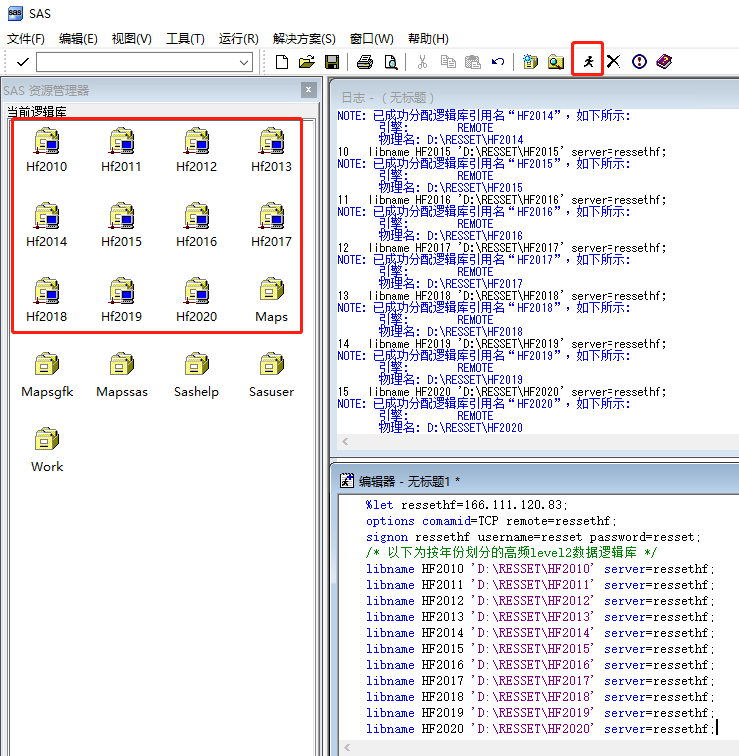 SAS
文件(F) 编辑(E) 视图(V) 工具(T) 运行(R) 解决方案(S) 窗口(W) 帮助(H)
SAS 资源管理器
当前逻辑库
Hf2010 Hf2011 Hf2012 Hf2013
Hf2014 Hf2015 Hf2016 Hf2017
Hf2018 Hf2019 Hf2020 Maps
Mapsgfk Mapssas Sashelp Sasuser
Work
日志 - (无标题)
NOTE: 已成功分配逻辑库引用名“HF2014”，如下所示:
引擎: REMOTE
物理名: D:\RESSET\HF2014
10 libname HF2015 'D:\RESSET\HF2015' server=ressethf;
NOTE: 已成功分配逻辑库引用名“HF2015”，如下所示:
引擎: REMOTE
物理名: D:\RESSET\HF2015
11 libname HF2016 'D:\RESSET\HF2016' server=ressethf;
NOTE: 已成功分配逻辑库引用名“HF2016”，如下所示:
引擎: REMOTE
物理名: D:\RESSET\HF2016
12 libname HF2017 'D:\RESSET\HF2017' server=ressethf;
NOTE: 已成功分配逻辑库引用名“HF2017”，如下所示:
引擎: REMOTE
物理名: D:\RESSET\HF2017
13 libname HF2018 'D:\RESSET\HF2018' server=ressethf;
NOTE: 已成功分配逻辑库引用名“HF2018”，如下所示:
引擎: REMOTE
物理名: D:\RESSET\HF2018
14 libname HF2019 'D:\RESSET\HF2019' server=ressethf;
NOTE: 已成功分配逻辑库引用名“HF2019”，如下所示:
引擎: REMOTE
物理名: D:\RESSET\HF2019
15 libname HF2020 'D:\RESSET\HF2020' server=ressethf;
NOTE: 已成功分配逻辑库引用名“HF2020”，如下所示:
引擎: REMOTE
物理名: D:\RESSET\HF2020
编辑器 - 无标题1 *
%let ressethf=166.111.120.83;
options comamid=TCP remote=ressethf;
signon ressethf username=resset password=resset;
/* 以下为按年份划分的高频level2数据逻辑库 */
libname HF2010 'D:\RESSET\HF2010' server=ressethf;
libname HF2011 'D:\RESSET\HF2011' server=ressethf;
libname HF2012 'D:\RESSET\HF2012' server=ressethf;
libname HF2013 'D:\RESSET\HF2013' server=ressethf;
libname HF2014 'D:\RESSET\HF2014' server=ressethf;
libname HF2015 'D:\RESSET\HF2015' server=ressethf;
libname HF2016 'D:\RESSET\HF2016' server=ressethf;
libname HF2017 'D:\RESSET\HF2017' server=ressethf;
libname HF2018 'D:\RESSET\HF2018' server=ressethf;
libname HF2019 'D:\RESSET\HF2019' server=ressethf;
libname HF2020 'D:\RESSET\HF2020' server=ressethf;